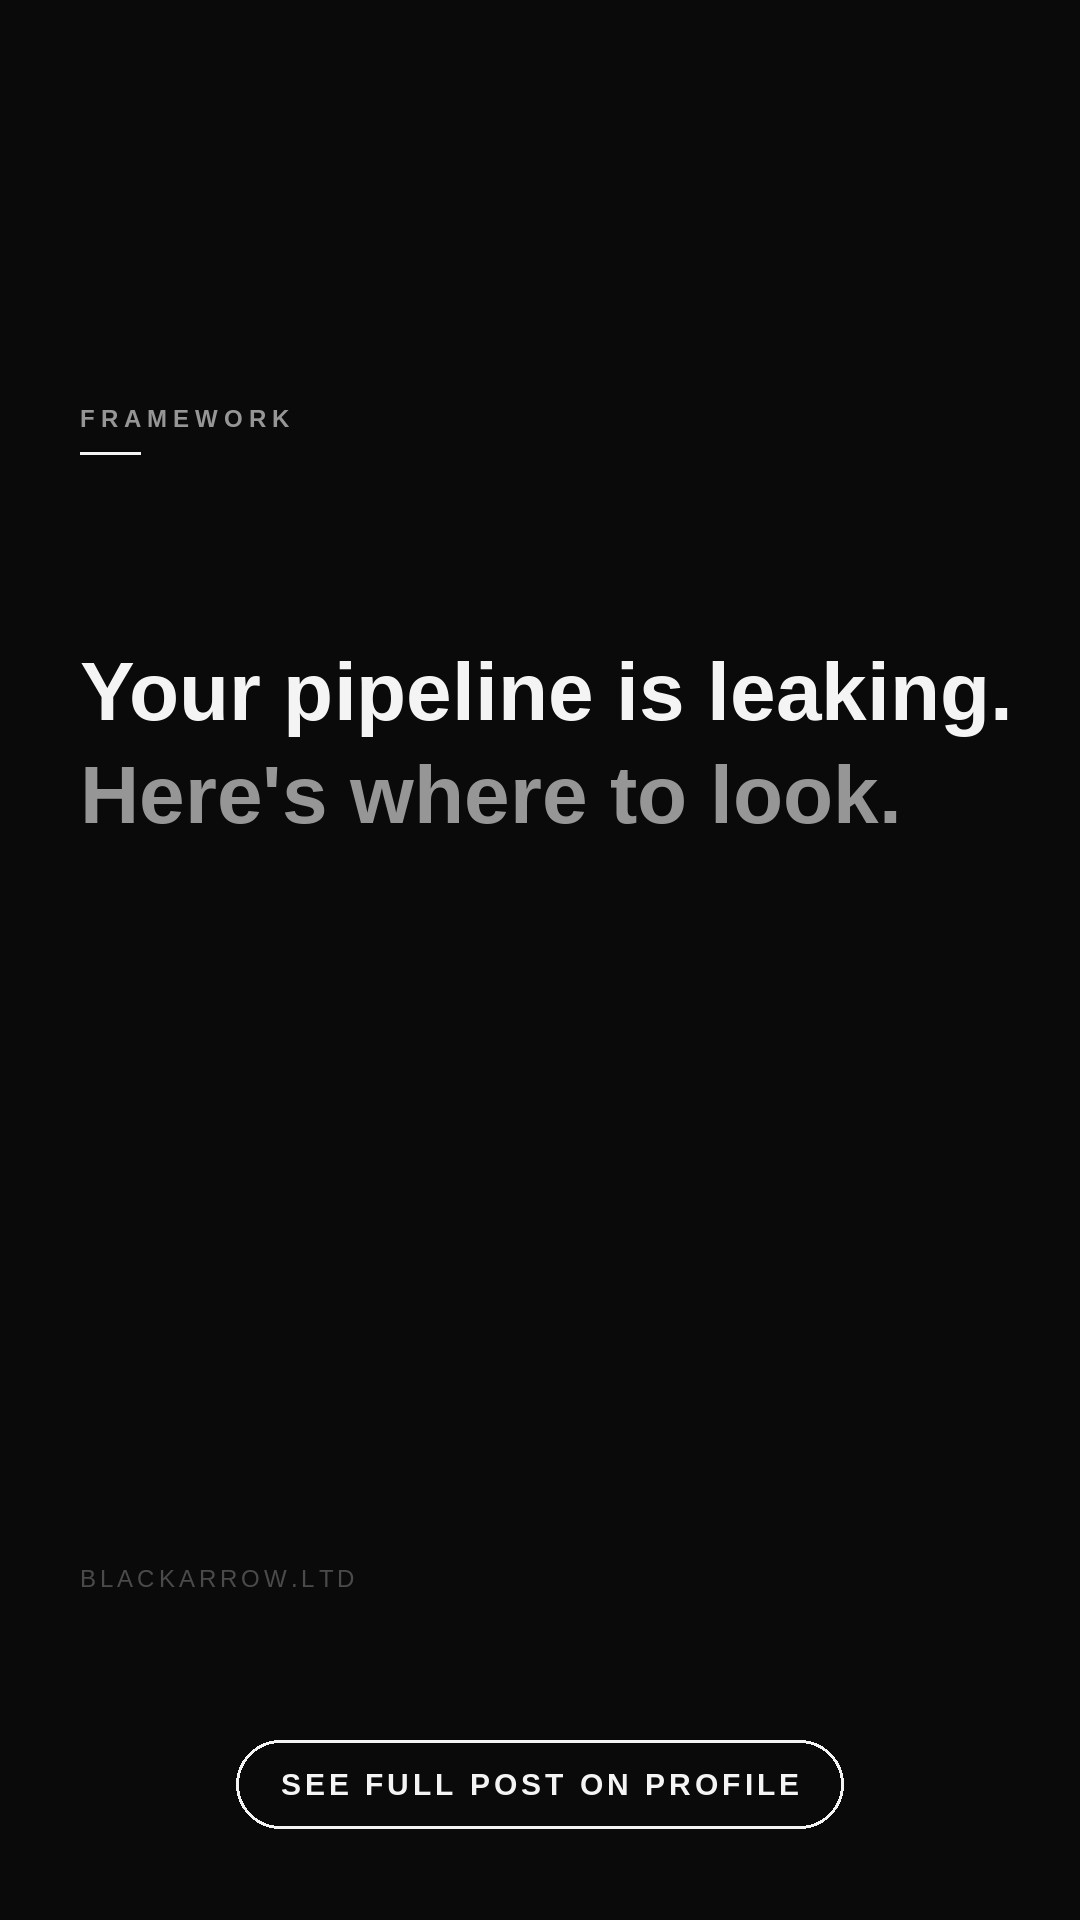 FRAMEWORK
Your pipeline is leaking.
Here's where to look.
BLACKARROW.LTD
SEE FULL POST ON PROFILE